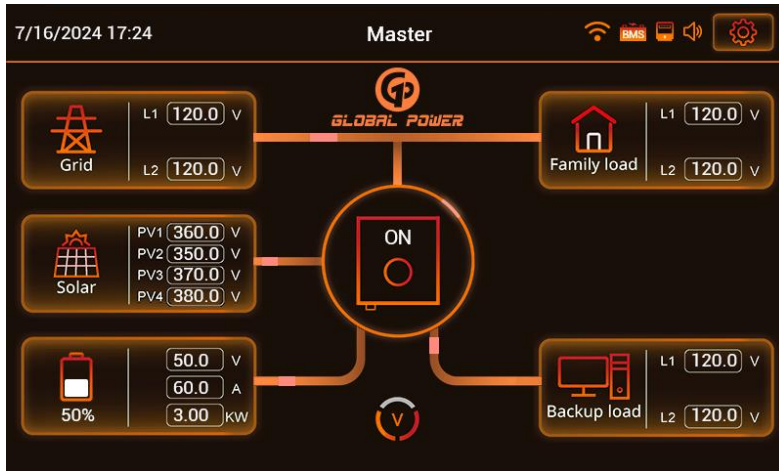 7/16/2024 17:24
Master
BMS
GP
GLOBAL POWER
Grid
L1 120.0 V
L2 120.0 V
Family load
L1 120.0 V
L2 120.0 V
Solar
PV1 360.0 V
PV2 350.0 V
PV3 370.0 V
PV4 380.0 V
ON
50%
50.0 V
60.0 A
3.00 KW
V
Backup load
L1 120.0 V
L2 120.0 V